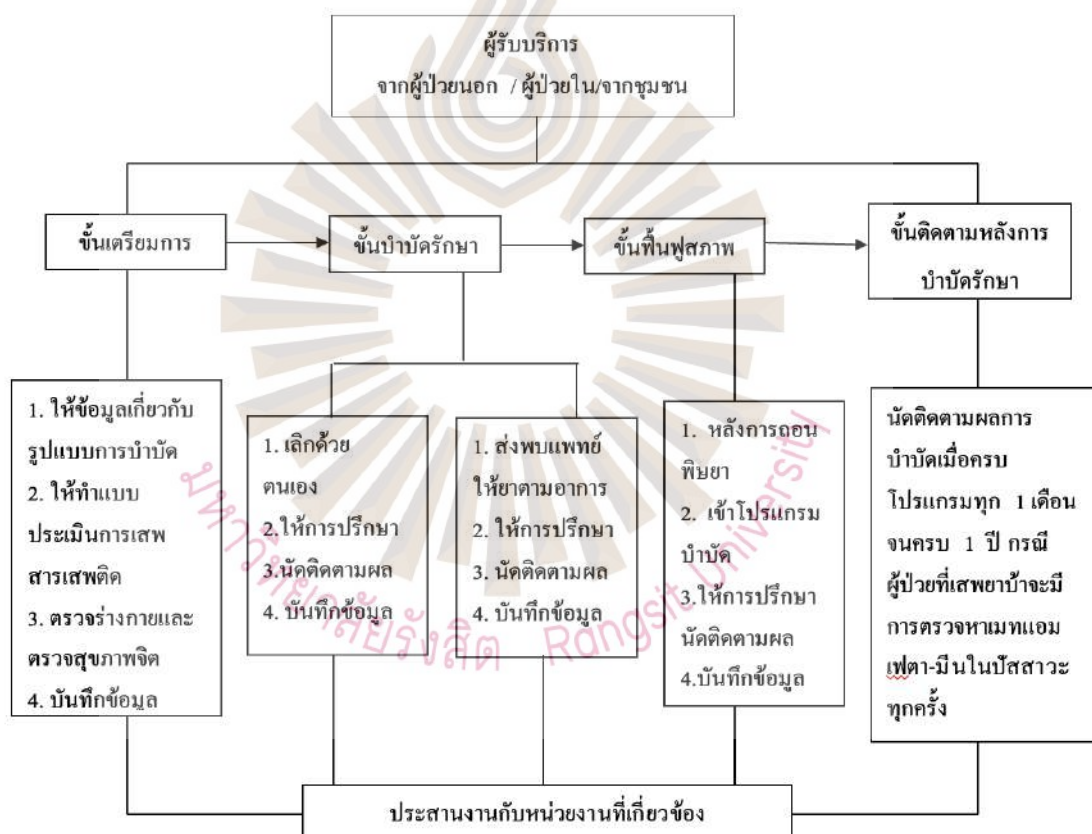 ผู้รับบริการ
จากผู้ป่วยนอก / ผู้ป่วยใน/จากชุมชน
ขั้นเตรียมการ
ขั้นบำบัดรักษา
ขั้นฟื้นฟูสภาพ
ขั้นติดตามหลังการ
บำบัดรักษา
1. ให้ข้อมูลเกี่ยวกับ
รูปแบบการบำบัด
2. ให้ทำแบบ
ประเมินการเสพ
สารเสพติด
3. ตรวจร่างกายและ
ตรวจสุขภาพจิต
4. บันทึกข้อมูล
1. เลิกด้วย
ตนเอง
2.ให้การปรึกษา
3.นัดติดตามผล
4. บันทึกข้อมูล
1. ส่งพบแพทย์
ให้ยาตามอาการ
2. ให้การปรึกษา
3. นัดติดตามผล
4. บันทึกข้อมูล
1. หลังการถอน
พิษยา
2. เข้าโปรแกรม
บำบัด
3.ให้การปรึกษา
นัดติดตามผล
4.บันทึกข้อมูล
นัดติดตามผลการ
บำบัดเมื่อครบ
โปรแกรมทุก 1 เดือน
จนครบ 1 ปี กรณี
ผู้ป่วยที่เสพยาบ้าจะมี
การตรวจหาเมทแอม
เฟตา-มีนในปัสสาวะ
ทุกครั้ง
ประสานงานกับหน่วยงานที่เกี่ยวข้อง
มหาวิทยาลัยรังสิต Rangsit University